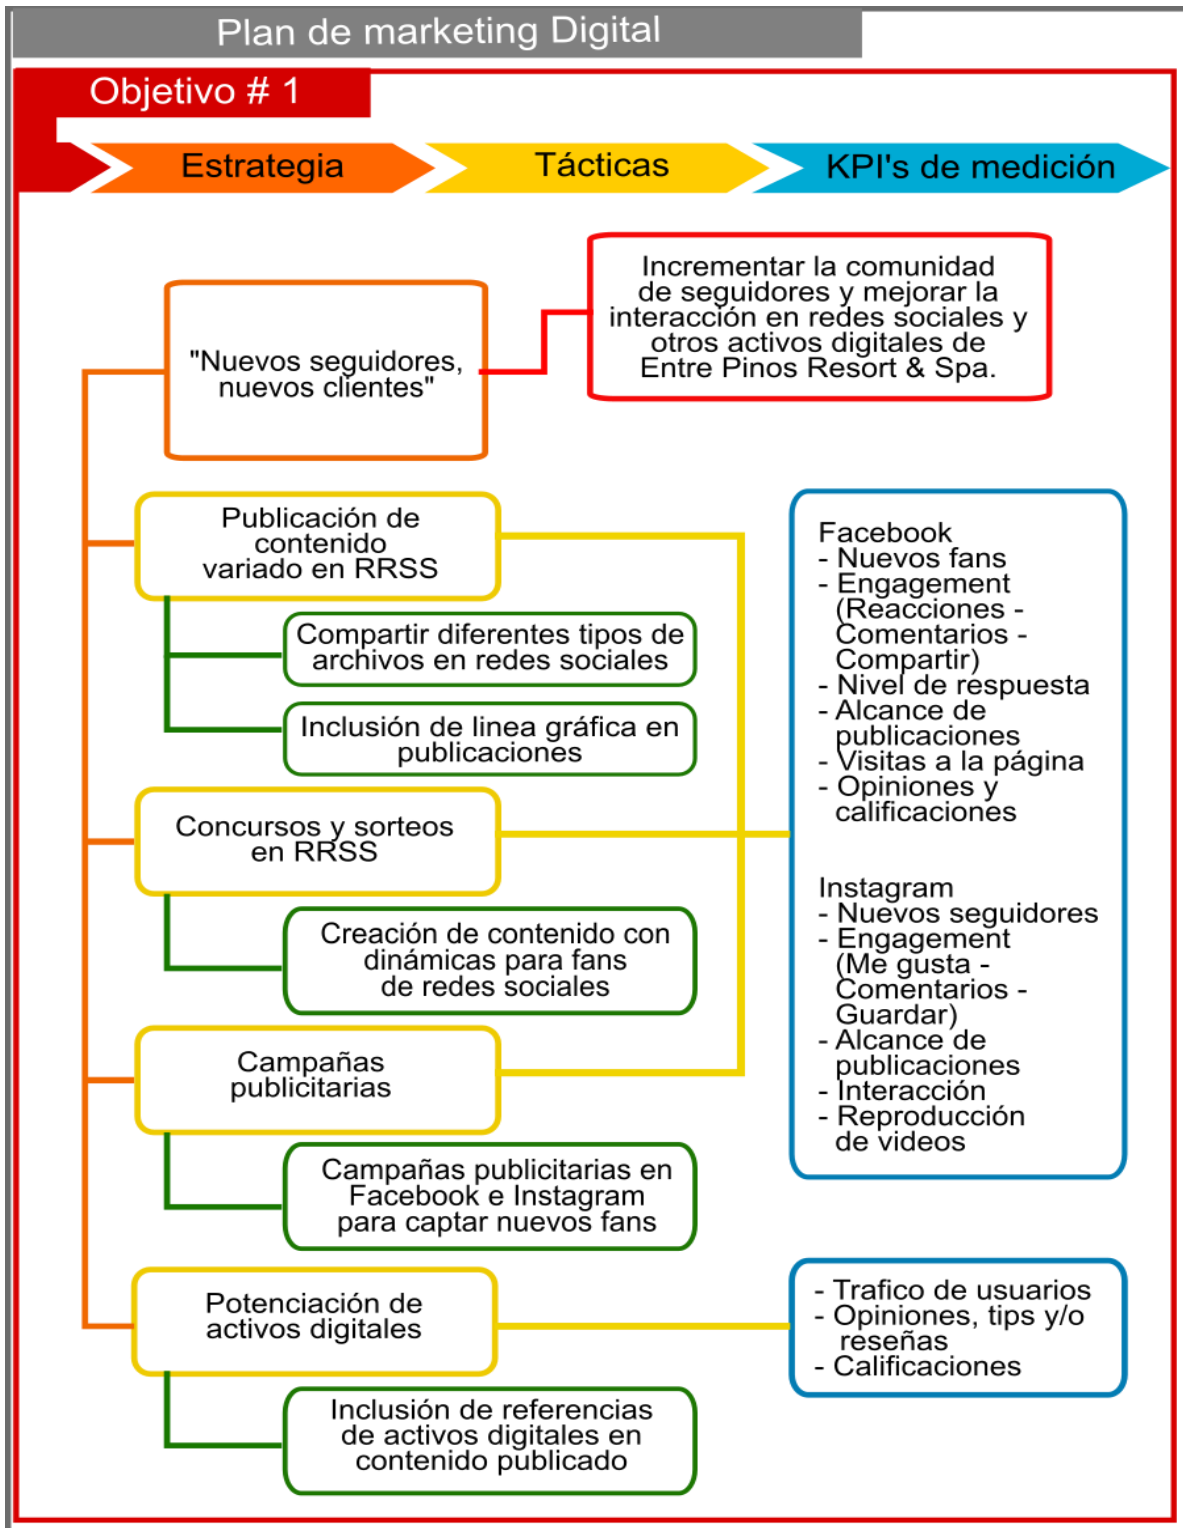 Plan de marketing Digital
Objetivo # 1
Estrategia
Tácticas
KPI's de medición
Incrementar la comunidad
de seguidores y mejorar la
interacción en redes sociales y
otros activos digitales de
Entre Pinos Resort & Spa.
"Nuevos seguidores,
nuevos clientes"
Publicación de
contenido
variado en RRSS
Compartir diferentes tipos de
archivos en redes sociales
Inclusión de linea gráfica en
publicaciones
Concursos y sorteos
en RRSS
Creación de contenido con
dinámicas para fans
de redes sociales
Campañas
publicitarias
Campañas publicitarias en
Facebook e Instagram
para captar nuevos fans
Potenciación de
activos digitales
Inclusión de referencias
de activos digitales en
contenido publicado
Facebook
- Nuevos fans
- Engagement
(Reacciones -
Comentarios -
Compartir)
- Nivel de respuesta
- Alcance de
publicaciones
- Visitas a la página
- Opiniones y
calificaciones
Instagram
- Nuevos seguidores
- Engagement
(Me gusta -
Comentarios -
Guardar)
- Alcance de
publicaciones
- Interacción
- Reproducción
de videos
- Trafico de usuarios
- Opiniones, tips y/o
reseñas
- Calificaciones